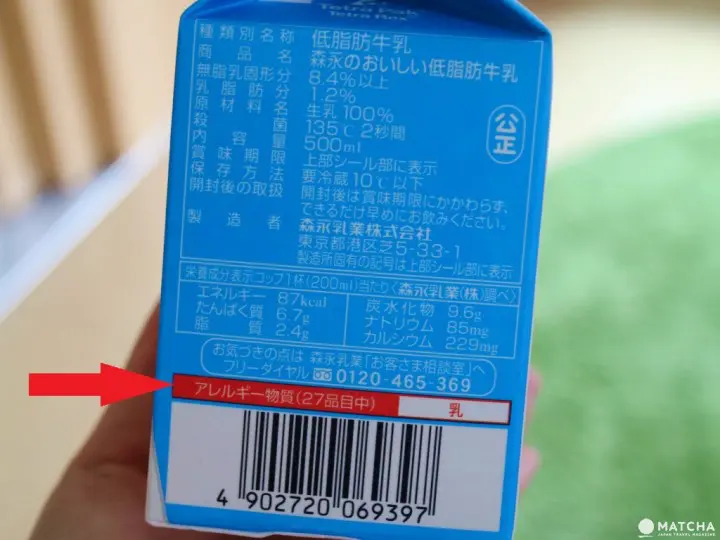 Tetra Pak
Tetra Rex
種類別名称 低脂肪牛乳
商品名 森永のおいしい低脂肪牛乳
無脂乳固形分 8.4%以上
乳脂肪分 1.2%
原材料名 生乳100%
殺菌 135℃ 2秒間
内容量 500ml
賞味期限 上部シール部に表示
保存方法 要冷蔵10℃以下
開封後の取扱 開封後は賞味期限にかかわらず、
できるだけ早めにお飲みください。
製造者 森永乳業株式会社
東京都港区芝5-33-1
製造所固有の記号は上部シール部に表示
公正
栄養成分表示コップ1杯(200ml)当たり〈森永乳業(株)調べ〉
エネルギー 87kcal
たんぱく質 6.7g
脂質 2.4g
炭水化物 9.6g
ナトリウム 85mg
カルシウム 229mg
お気づきの点は 森永乳業「お客さま相談室」へ
フリーダイヤル 0120-465-369
アレルギー物質(27品目中) 乳
4 902720 069397
MATCHA
JAPAN TRAVEL MAGAZINE